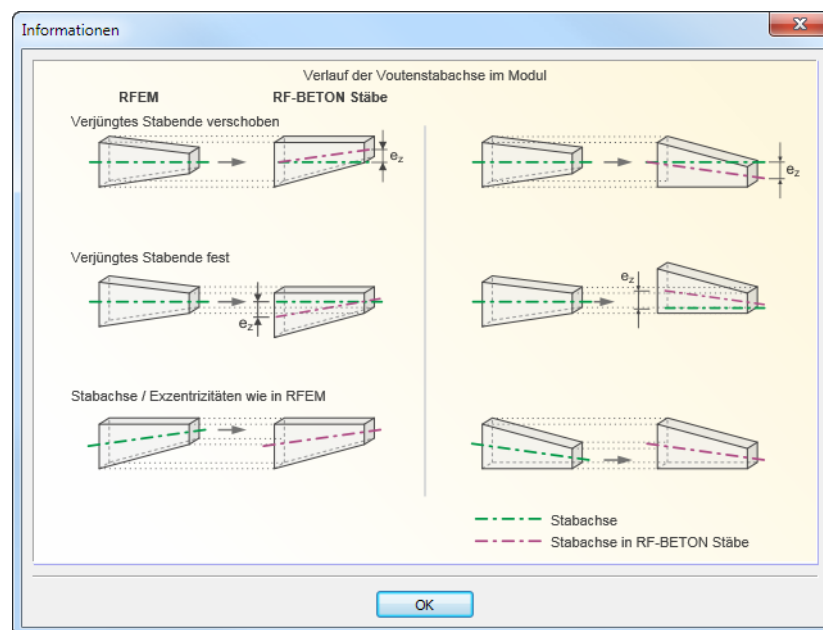 Informationen
Verlauf der Voutenstabachse im Modul
RFEM
RF-BETON Stäbe
Verjüngtes Stabende verschoben
ez
ez
Verjüngtes Stabende fest
ez
ez
Stabachse / Exzentrizitäten wie in RFEM
Stabachse
Stabachse in RF-BETON Stäbe
OK